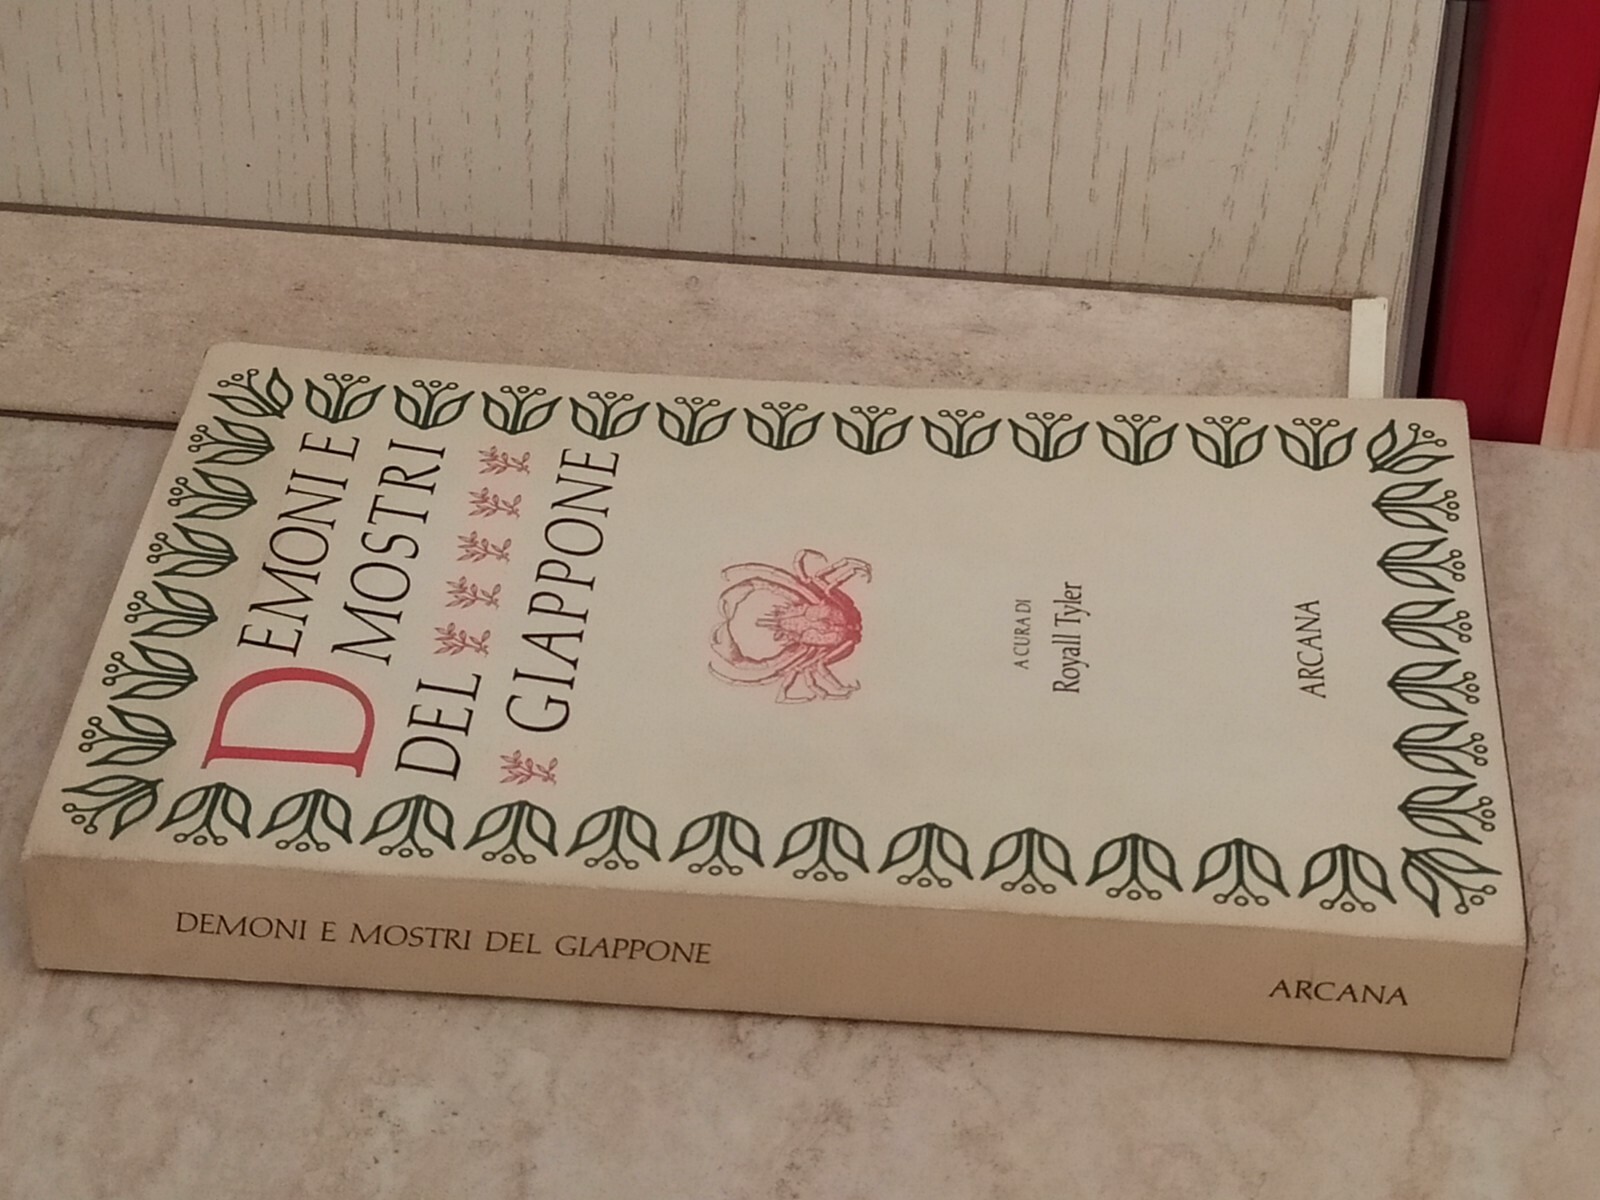 DEMONI E
MOSTRI
DEL
GIAPPONE
A CURA DI
Royall Tyler
ARCANA
DEMONI E MOSTRI DEL GIAPPONE
ARCANA